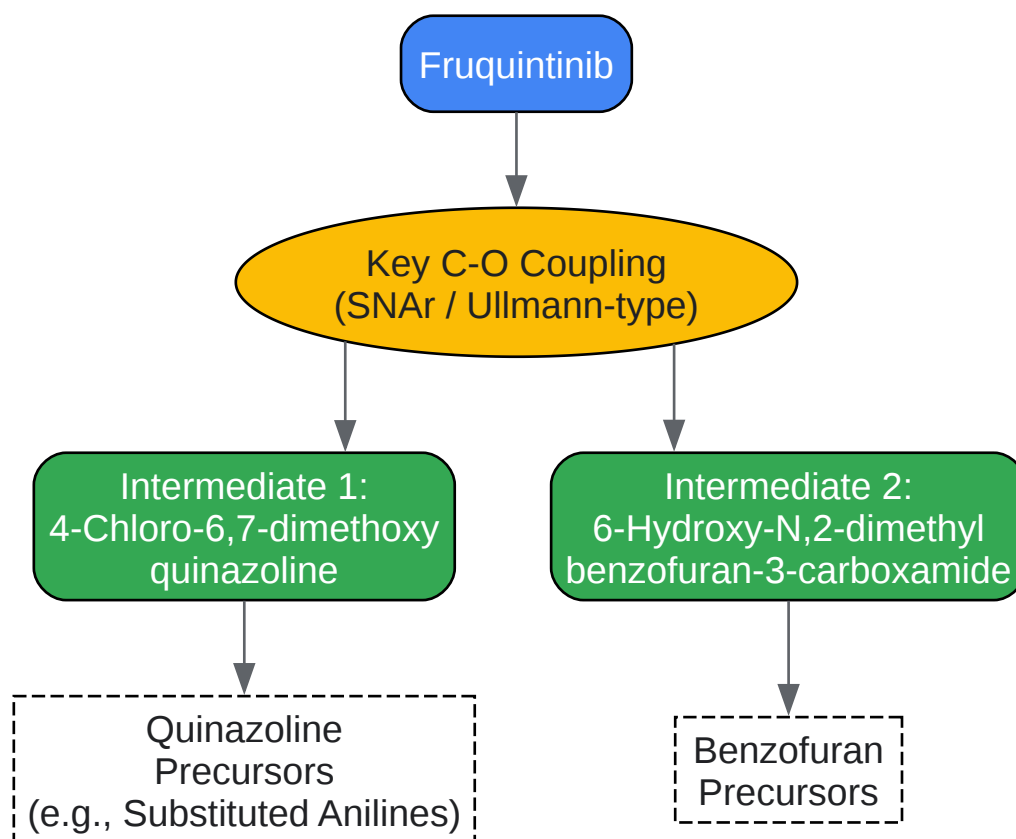 Fruquintinib
Key C-O Coupling
(SNAr / Ullmann-type)
Intermediate 1:
4-Chloro-6,7-dimethoxy
quinazoline
Intermediate 2:
6-Hydroxy-N,2-dimethyl
benzofuran-3-carboxamide
Quinazoline
Precursors
(e.g., Substituted Anilines)
Benzofuran
Precursors